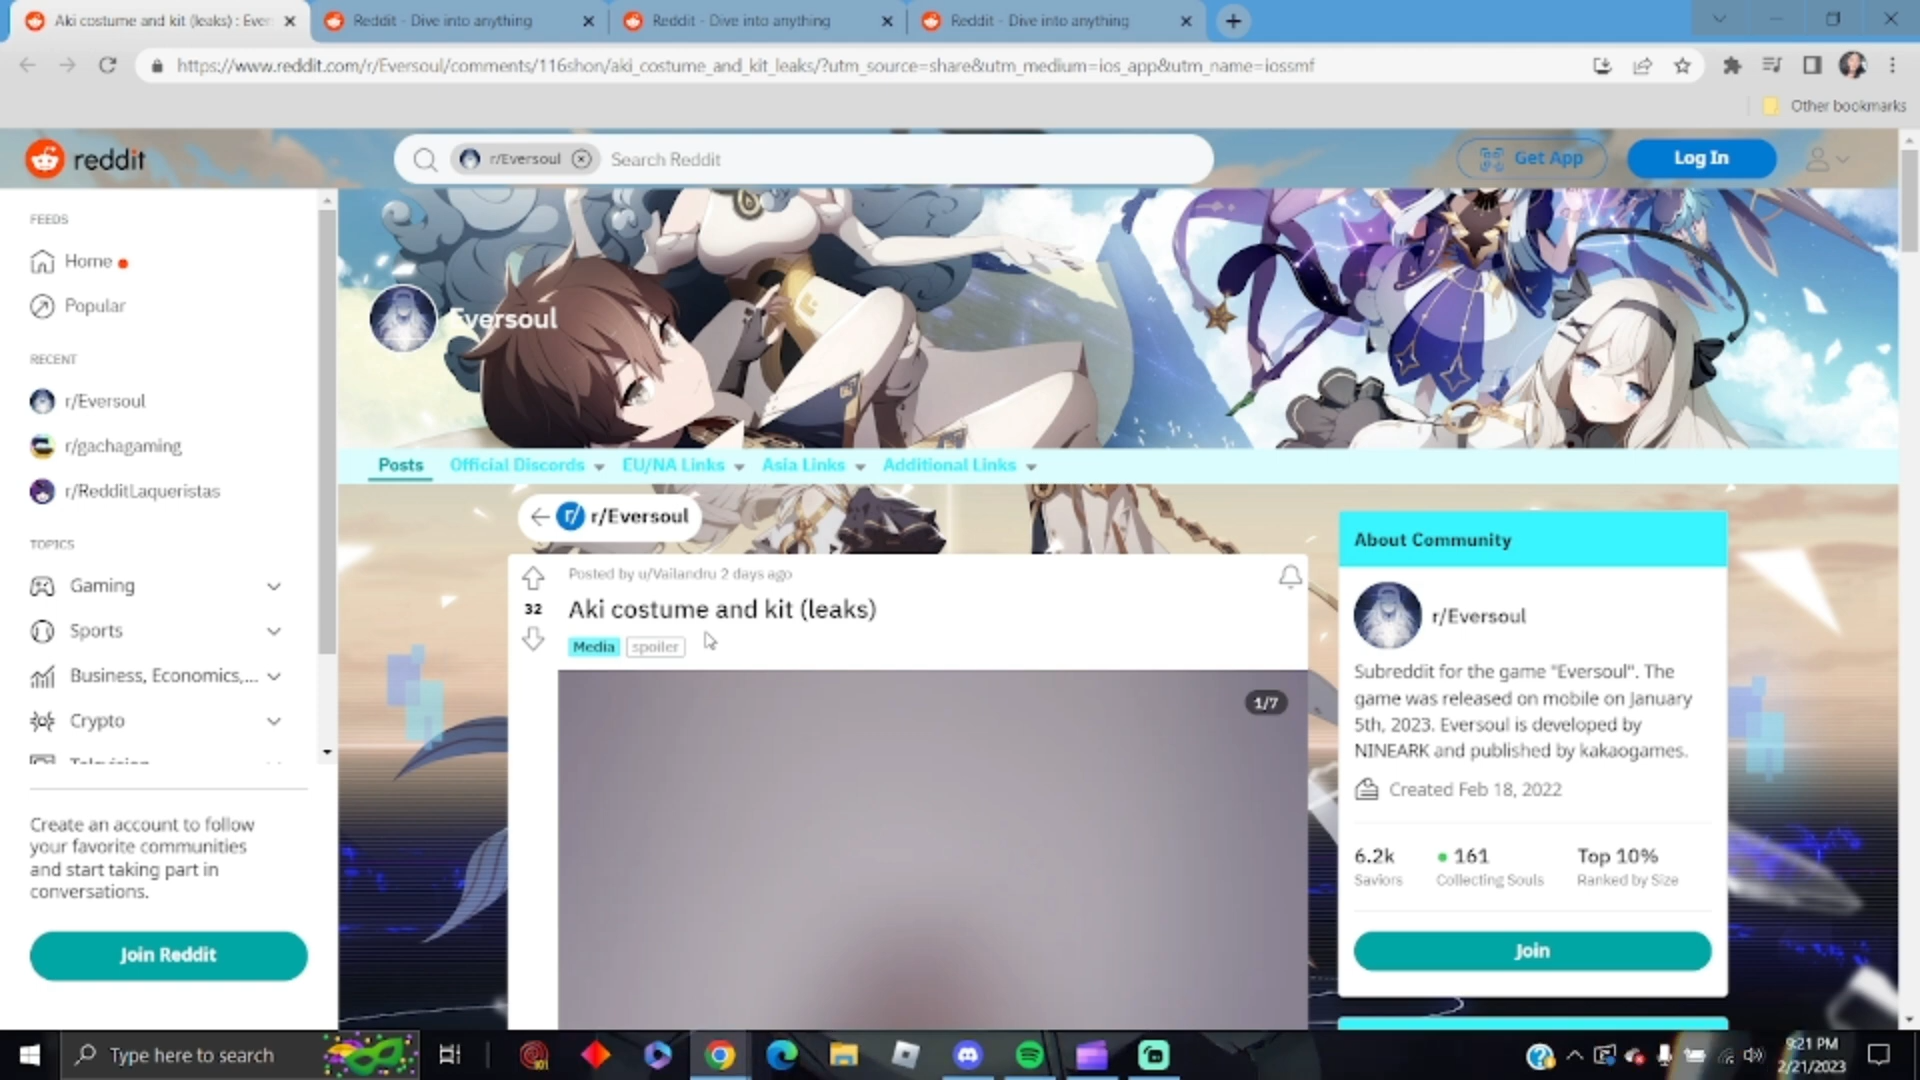 Aki costume and kit (leaks) : Ever
Reddit - Dive into anything
Reddit - Dive into anything
Reddit - Dive into anything
https://www.reddit.com/r/Eversoul/comments/116shon/aki_costume_and_kit_leaks/?utm_source=share&utm_medium=ios_app&utm_name=iossmf
Other bookmarks
reddit
r/Eversoul
Search Reddit
Get App
Log In
FEEDS
Home
Popular
RECENT
r/Eversoul
r/gachagaming
r/RedditLaqueristas
TOPICS
Gaming
Sports
Business, Economics,...
Crypto
Television
Create an account to follow
your favorite communities
and start taking part in
conversations.
Join Reddit
Eversoul
Posts
Official Discords
EU/NA Links
Asia Links
Additional Links
r/ r/Eversoul
Posted by u/Vailandru 2 days ago
32
Aki costume and kit (leaks)
Media
spoiler
1/7
About Community
r/Eversoul
Subreddit for the game "Eversoul". The
game was released on mobile on January
5th, 2023. Eversoul is developed by
NINEARK and published by kakaogames.
Created Feb 18, 2022
6.2k
161
Top 10%
Saviors
Collecting Souls
Ranked by Size
Join
Type here to search
101
9:21 PM
2/21/2023